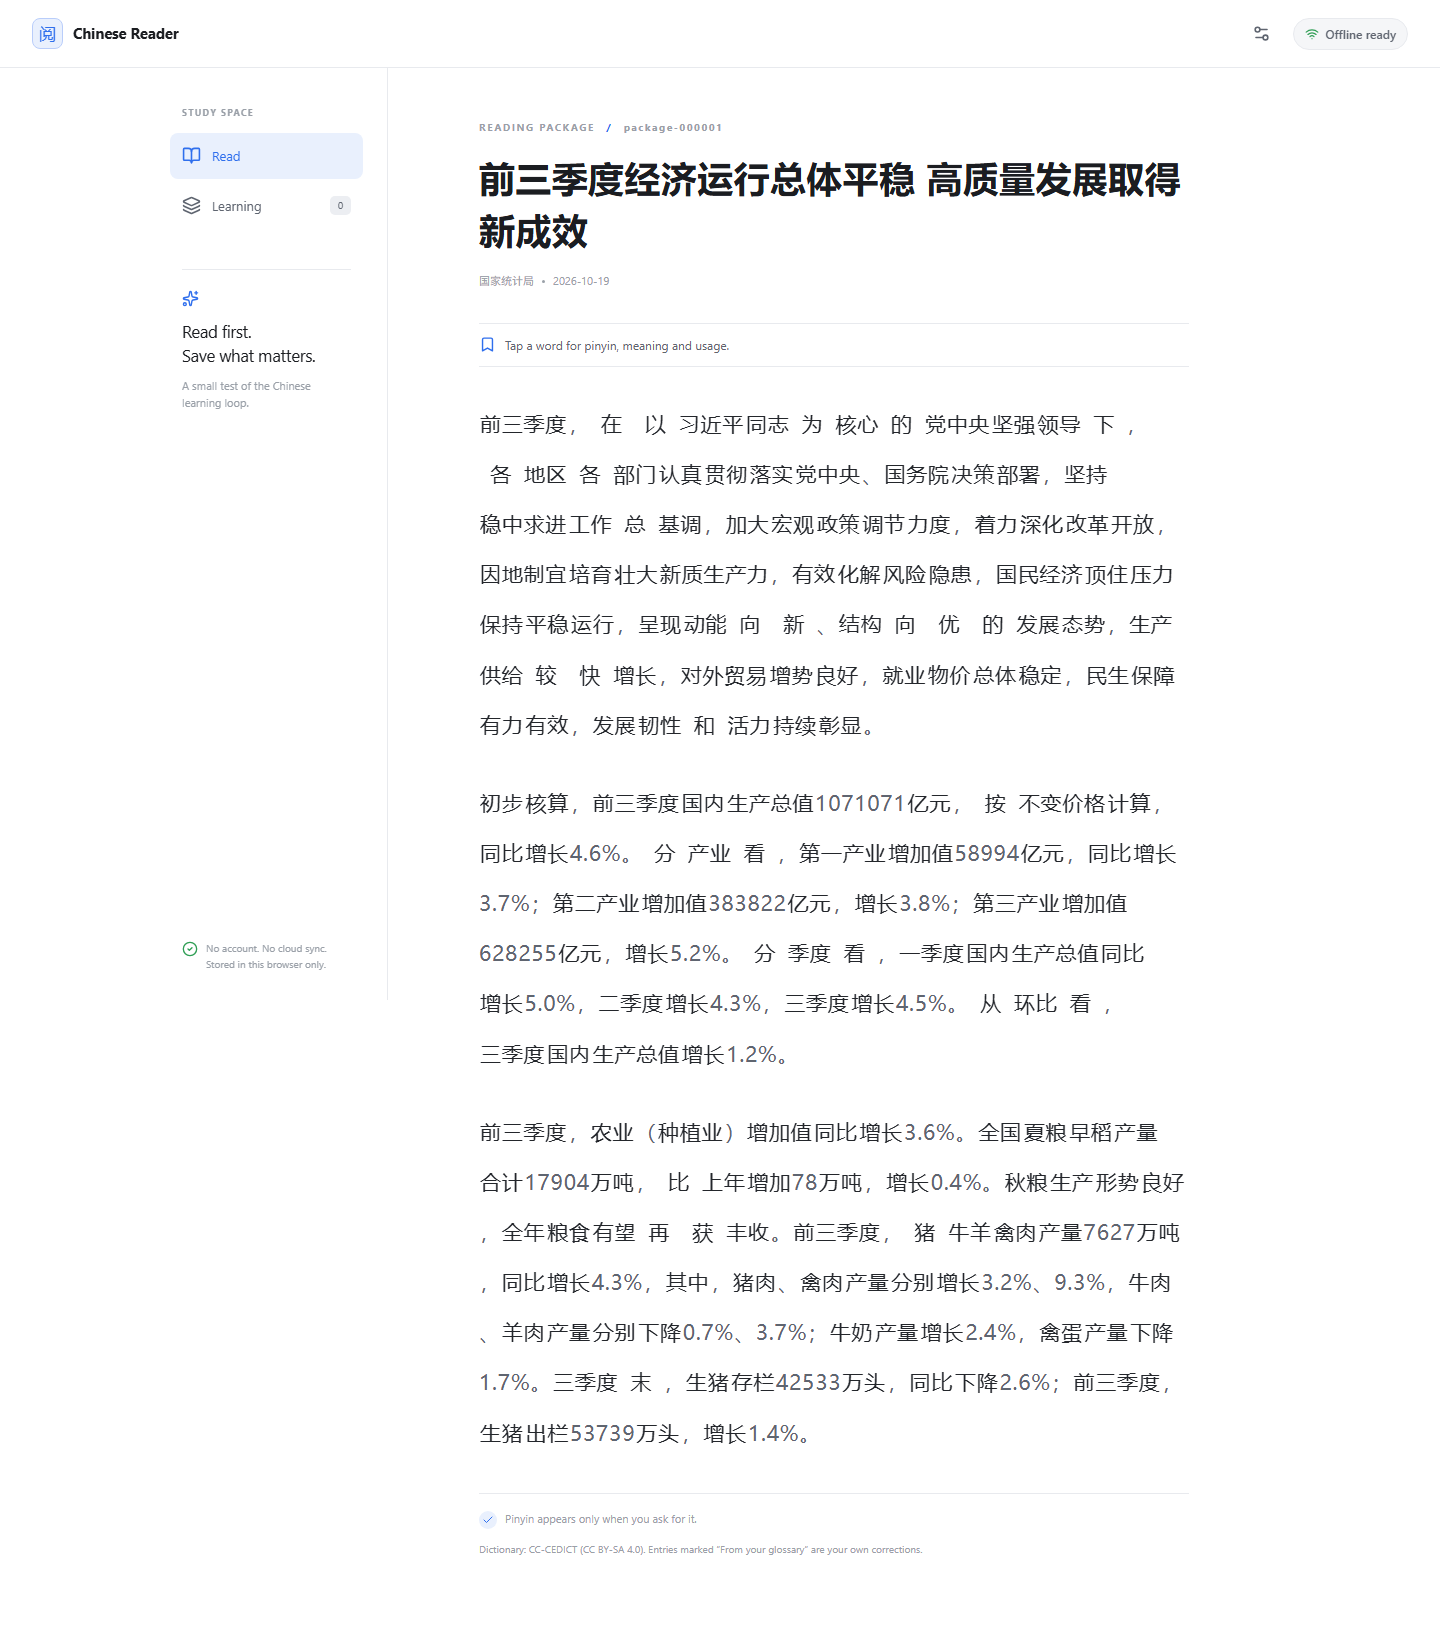 阅 Chinese Reader
Offline ready
STUDY SPACE
Read
Learning 0
Read first.
Save what matters.
A small test of the Chinese
learning loop.
No account. No cloud sync.
Stored in this browser only.
READING PACKAGE / package-000001
前三季度经济运行总体平稳 高质量发展取得
新成效
国家统计局 • 2026-10-19
Tap a word for pinyin, meaning and usage.
前三季度， 在 以 习近平同志 为 核心 的 党中央坚强领导 下 ，
各 地区 各 部门认真贯彻落实党中央、国务院决策部署，坚持
稳中求进工作 总 基调，加大宏观政策调节力度，着力深化改革开放，
因地制宜培育壮大新质生产力，有效化解风险隐患，国民经济顶住压力
保持平稳运行，呈现动能 向 新 、结构 向 优 的 发展态势，生产
供给 较 快 增长，对外贸易增势良好，就业物价总体稳定，民生保障
有力有效，发展韧性 和 活力持续彰显。
初步核算，前三季度国内生产总值1071071亿元， 按 不变价格计算，
同比增长4.6%。 分 产业 看 ，第一产业增加值58994亿元，同比增长
3.7%；第二产业增加值383822亿元，增长3.8%；第三产业增加值
628255亿元，增长5.2%。 分 季度 看 ，一季度国内生产总值同比
增长5.0%，二季度增长4.3%，三季度增长4.5%。 从 环比 看 ，
三季度国内生产总值增长1.2%。
前三季度，农业（种植业）增加值同比增长3.6%。全国夏粮早稻产量
合计17904万吨， 比 上年增加78万吨，增长0.4%。秋粮生产形势良好
，全年粮食有望 再 获 丰收。前三季度， 猪 牛羊禽肉产量7627万吨
，同比增长4.3%，其中，猪肉、禽肉产量分别增长3.2%、9.3%，牛肉
、羊肉产量分别下降0.7%、3.7%；牛奶产量增长2.4%，禽蛋产量下降
1.7%。三季度 末 ，生猪存栏42533万头，同比下降2.6%；前三季度，
生猪出栏53739万头，增长1.4%。
Pinyin appears only when you ask for it.
Dictionary: CC-CEDICT (CC BY-SA 4.0). Entries marked “From your glossary” are your own corrections.